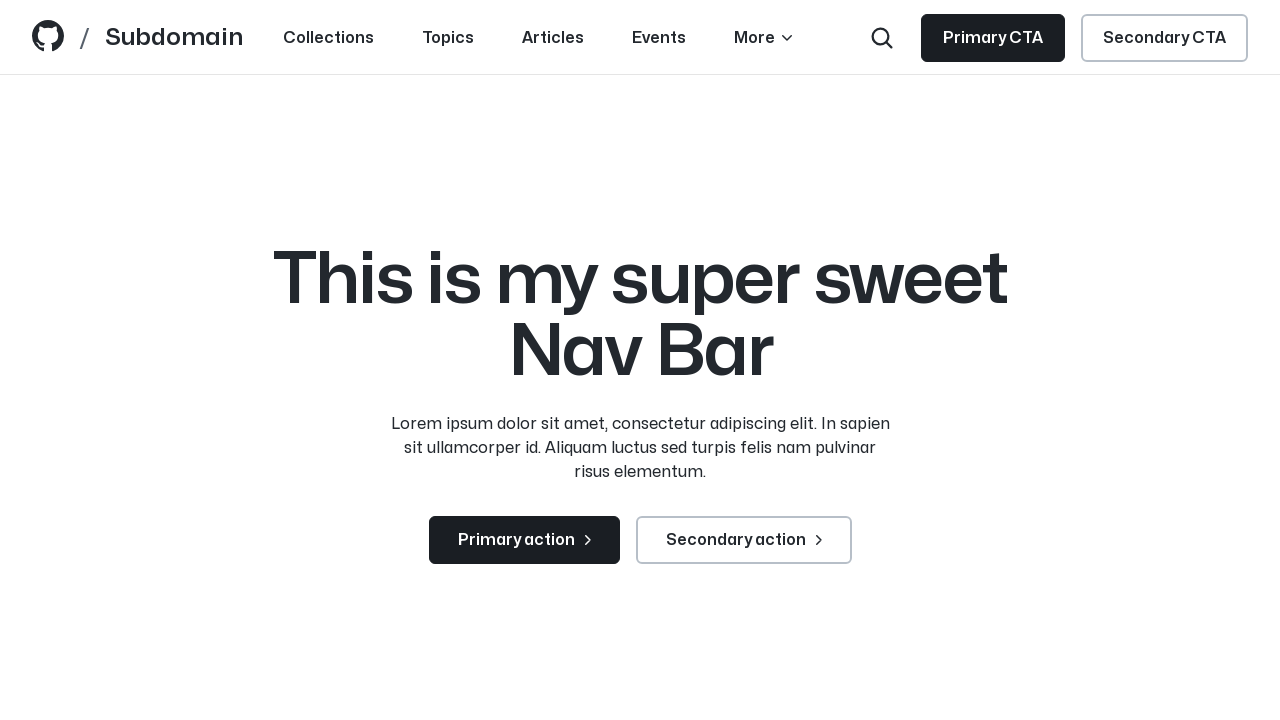 / Subdomain Collections Topics Articles Events More Primary CTA Secondary CTA
This is my super sweet
Nav Bar
Lorem ipsum dolor sit amet, consectetur adipiscing elit. In sapien
sit ullamcorper id. Aliquam luctus sed turpis felis nam pulvinar
risus elementum.
Primary action Secondary action